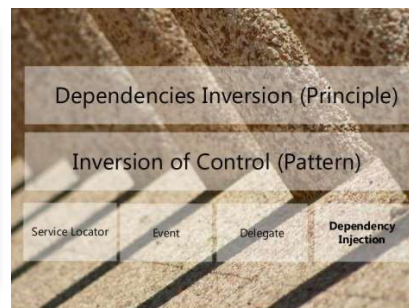 Dependencies Inversion (Principle)
Inversion of Control (Pattern)
Service Locator
Event
Delegate
Dependency
Injection